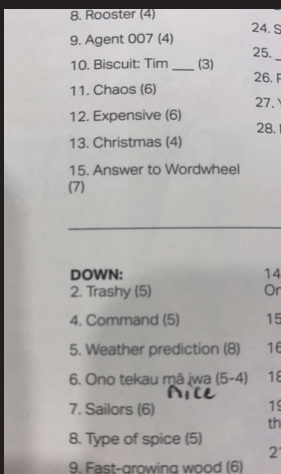 8. Rooster (4)
9. Agent 007 (4)
10. Biscuit: Tim ___ (3)
11. Chaos (6)
12. Expensive (6)
13. Christmas (4)
15. Answer to Wordwheel
(7)
24. S
25. _
26. F
27.
28.
DOWN:
2. Trashy (5)
4. Command (5)
5. Weather prediction (8)
6. Ono tekau mā iwa (5-4)
nice
7. Sailors (6)
8. Type of spice (5)
9. Fast-growing wood (6)
14
Or
15
16
18
19
th
2